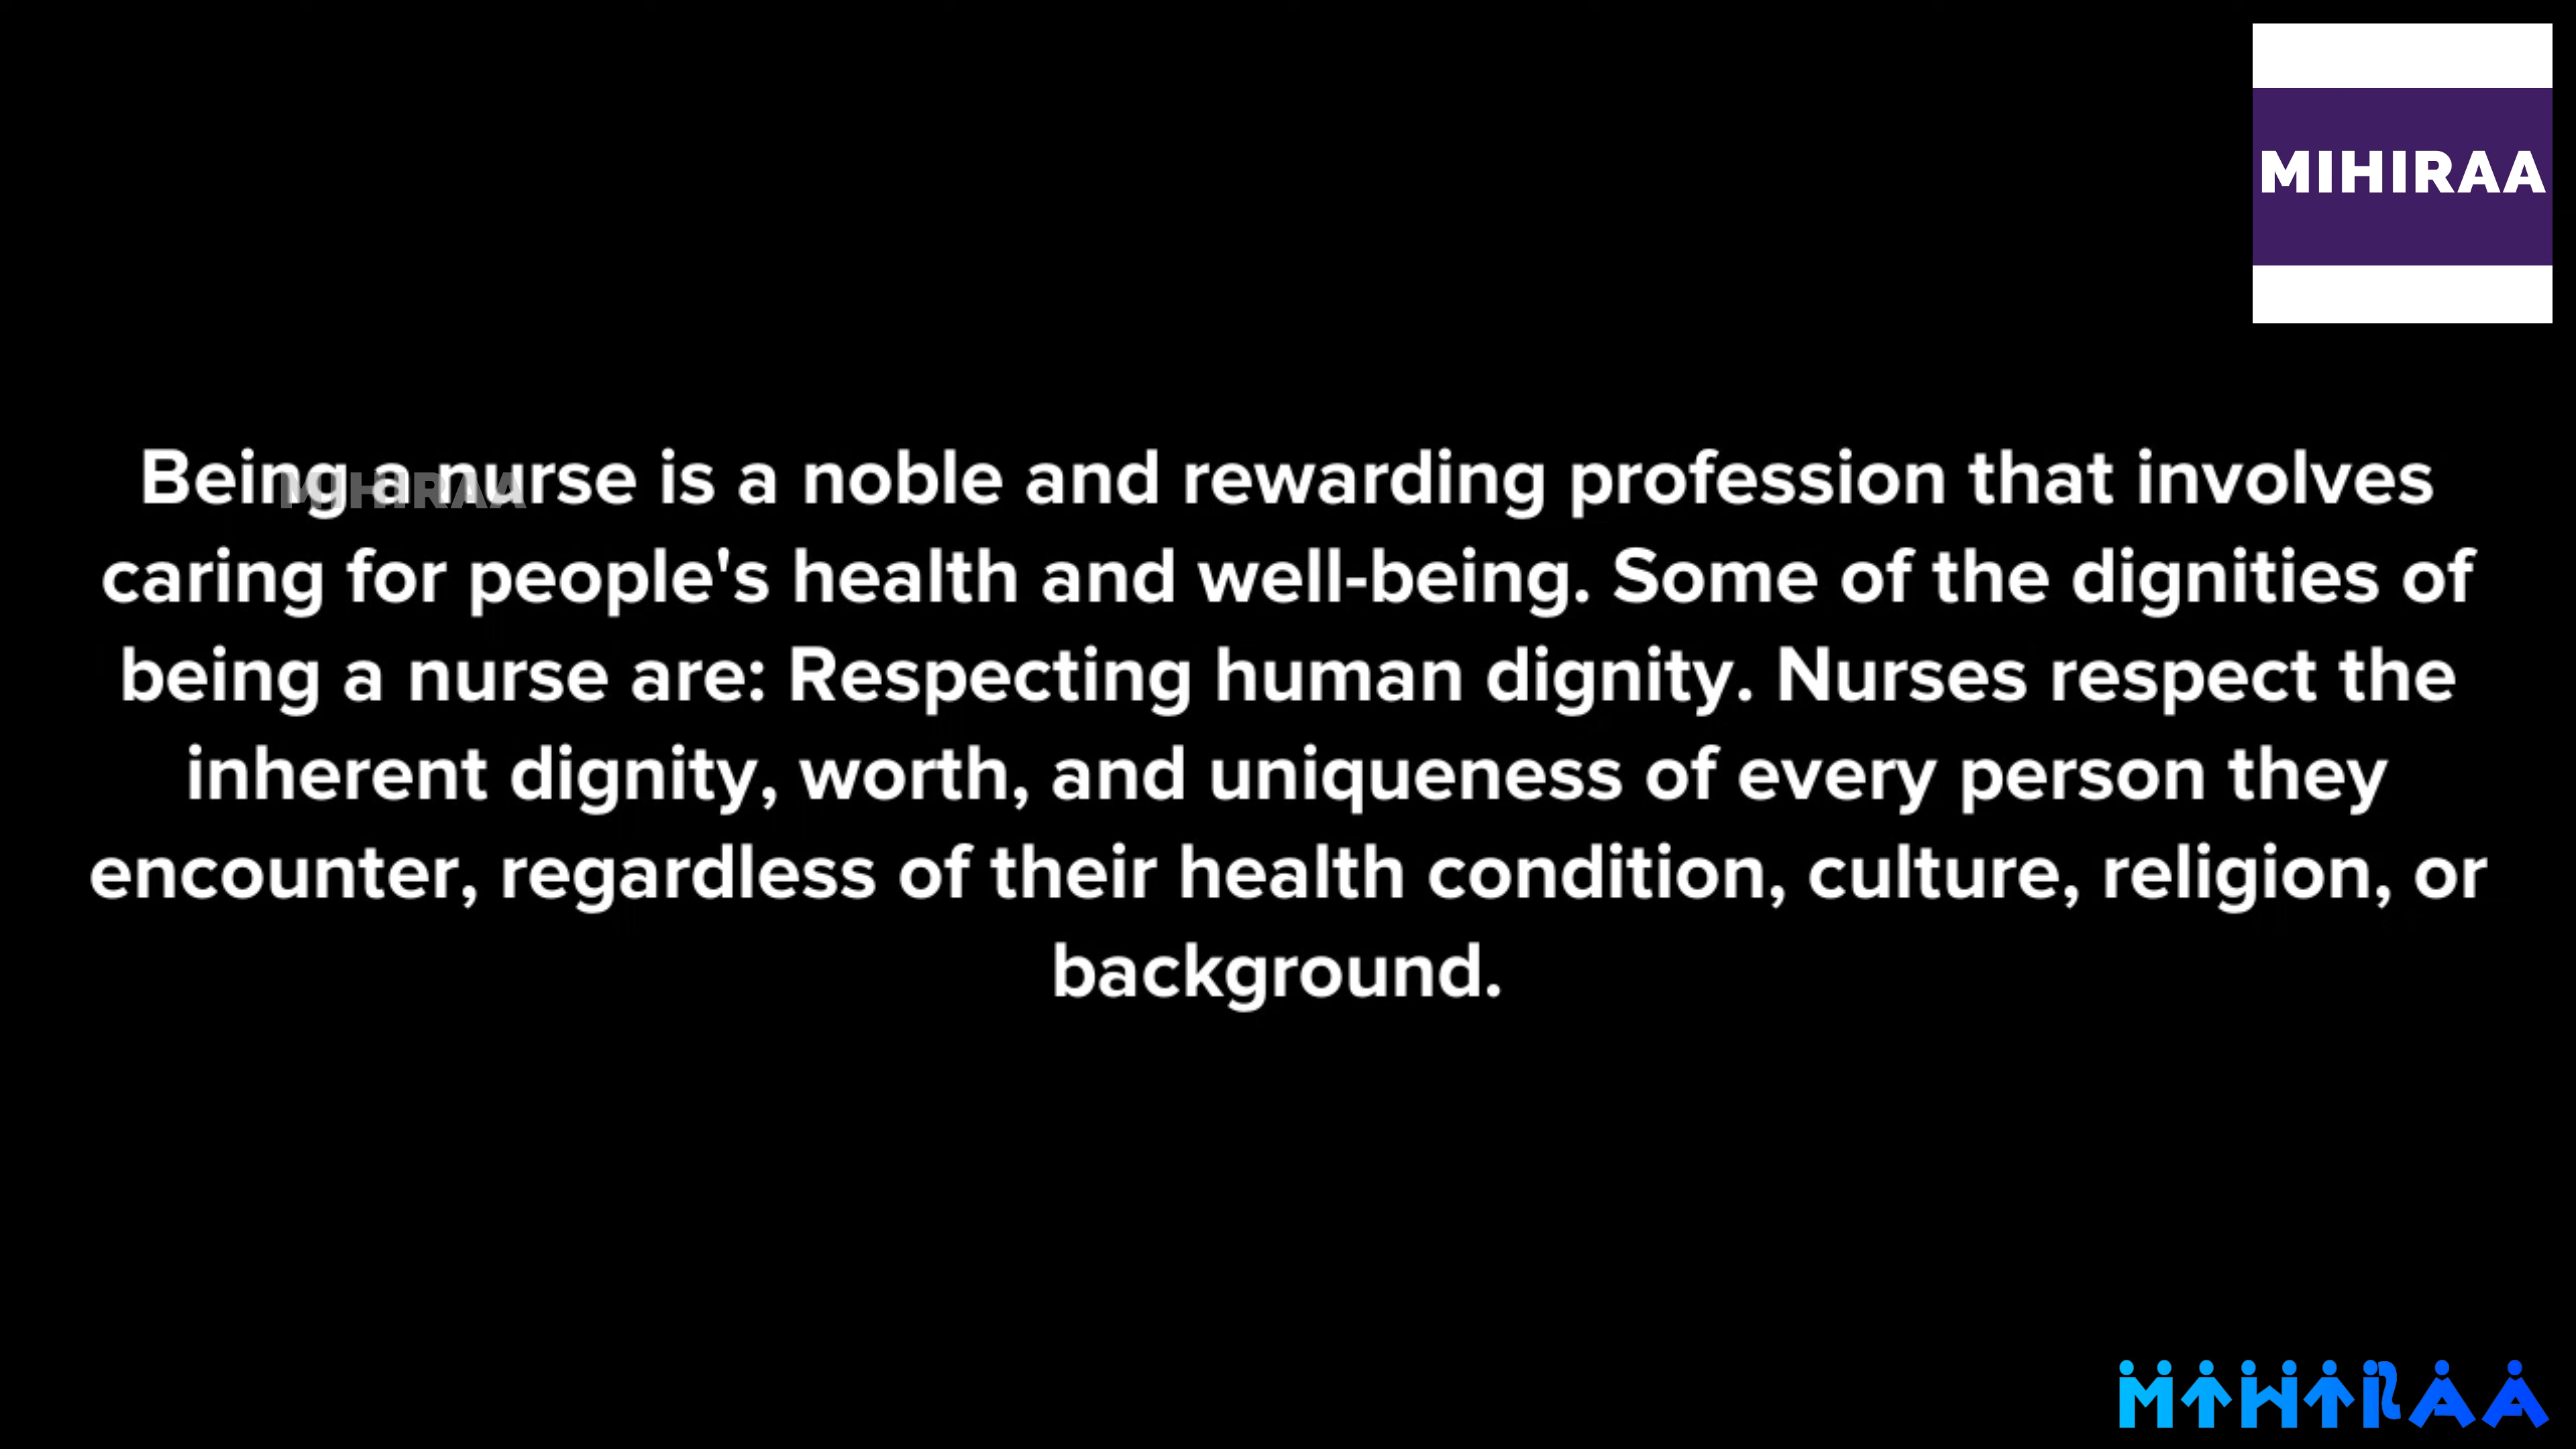 MIHIRAA
Being a nurse is a noble and rewarding profession that involves
MIHIRAA
caring for people's health and well-being. Some of the dignities of
being a nurse are: Respecting human dignity. Nurses respect the
inherent dignity, worth, and uniqueness of every person they
encounter, regardless of their health condition, culture, religion, or
background.
MIHIRAA